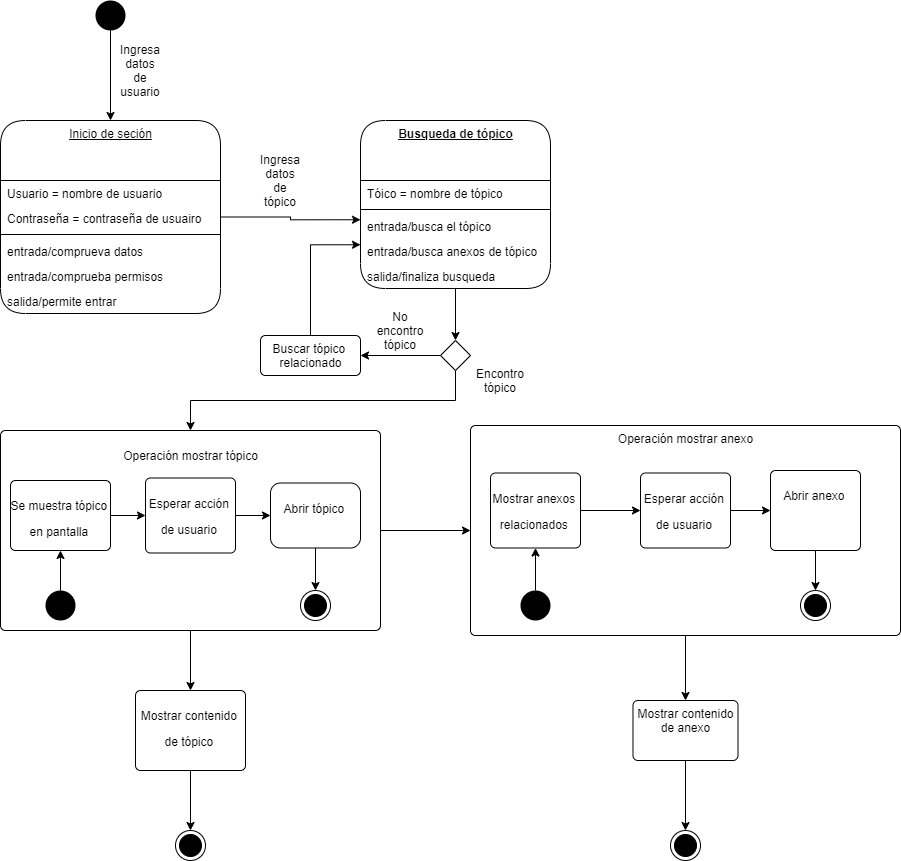 Ingresa
datos
de
usuario
Inicio de seción
Usuario = nombre de usuario
Contraseña = contraseña de usuairo
entrada/comprueva datos
entrada/comprueba permisos
salida/permite entrar
Ingresa
datos
de
tópico
Busqueda de tópico
Tóico = nombre de tópico
entrada/busca el tópico
entrada/busca anexos de tópico
salida/finaliza busqueda
No
encontro
tópico
Buscar tópico
relacionado
Encontro
tópico
Operación mostrar tópico
Se muestra tópico
en pantalla
Esperar acción
de usuario
Abrir tópico
Operación mostrar anexo
Mostrar anexos
relacionados
Esperar acción
de usuario
Abrir anexo
Mostrar contenido
de tópico
Mostrar contenido
de anexo